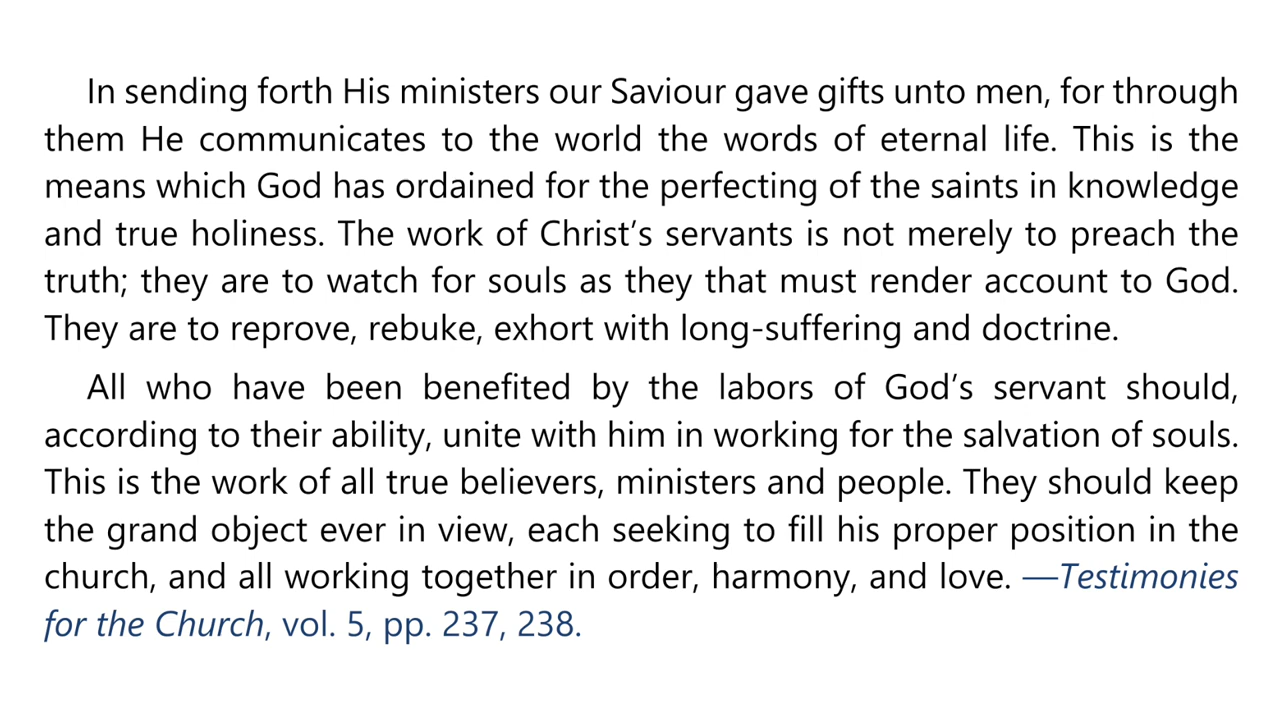 In sending forth His ministers our Saviour gave gifts unto men, for through
them He communicates to the world the words of eternal life. This is the
means which God has ordained for the perfecting of the saints in knowledge
and true holiness. The work of Christ’s servants is not merely to preach the
truth; they are to watch for souls as they that must render account to God.
They are to reprove, rebuke, exhort with long-suffering and doctrine.
All who have been benefited by the labors of God’s servant should,
according to their ability, unite with him in working for the salvation of souls.
This is the work of all true believers, ministers and people. They should keep
the grand object ever in view, each seeking to fill his proper position in the
church, and all working together in order, harmony, and love. —Testimonies
for the Church, vol. 5, pp. 237, 238.